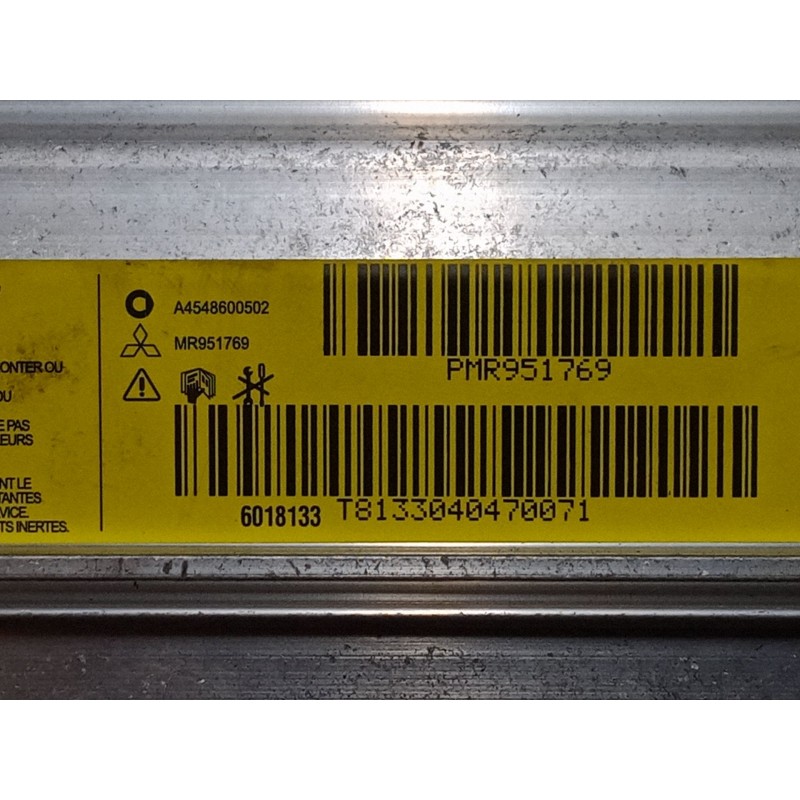 ONTER OU
OU
E PAS
EURS
NT LE
TANTES
VICE.
TS INERTES.
A4548600502
MR951769
PMR951769
6018133
T8133040470071